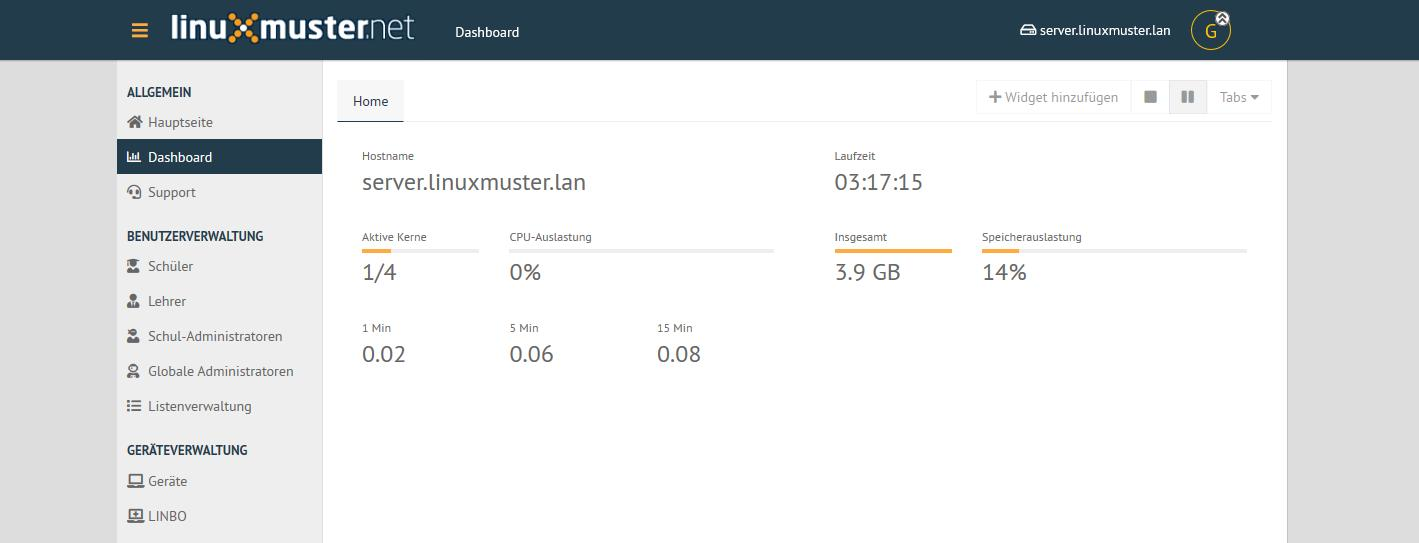 linuxmuster.net
Dashboard
server.linuxmuster.lan
G
ALLGEMEIN
Hauptseite
Dashboard
Support
BENUTZERVERWALTUNG
Schüler
Lehrer
Schul-Administratoren
Globale Administratoren
Listenverwaltung
GERÄTEVERWALTUNG
Geräte
LINBO
Home
Widget hinzufügen
Tabs
Hostname
server.linuxmuster.lan
Laufzeit
03:17:15
Aktive Kerne
1/4
CPU-Auslastung
0%
Insgesamt
3.9 GB
Speicherauslastung
14%
1 Min
0.02
5 Min
0.06
15 Min
0.08